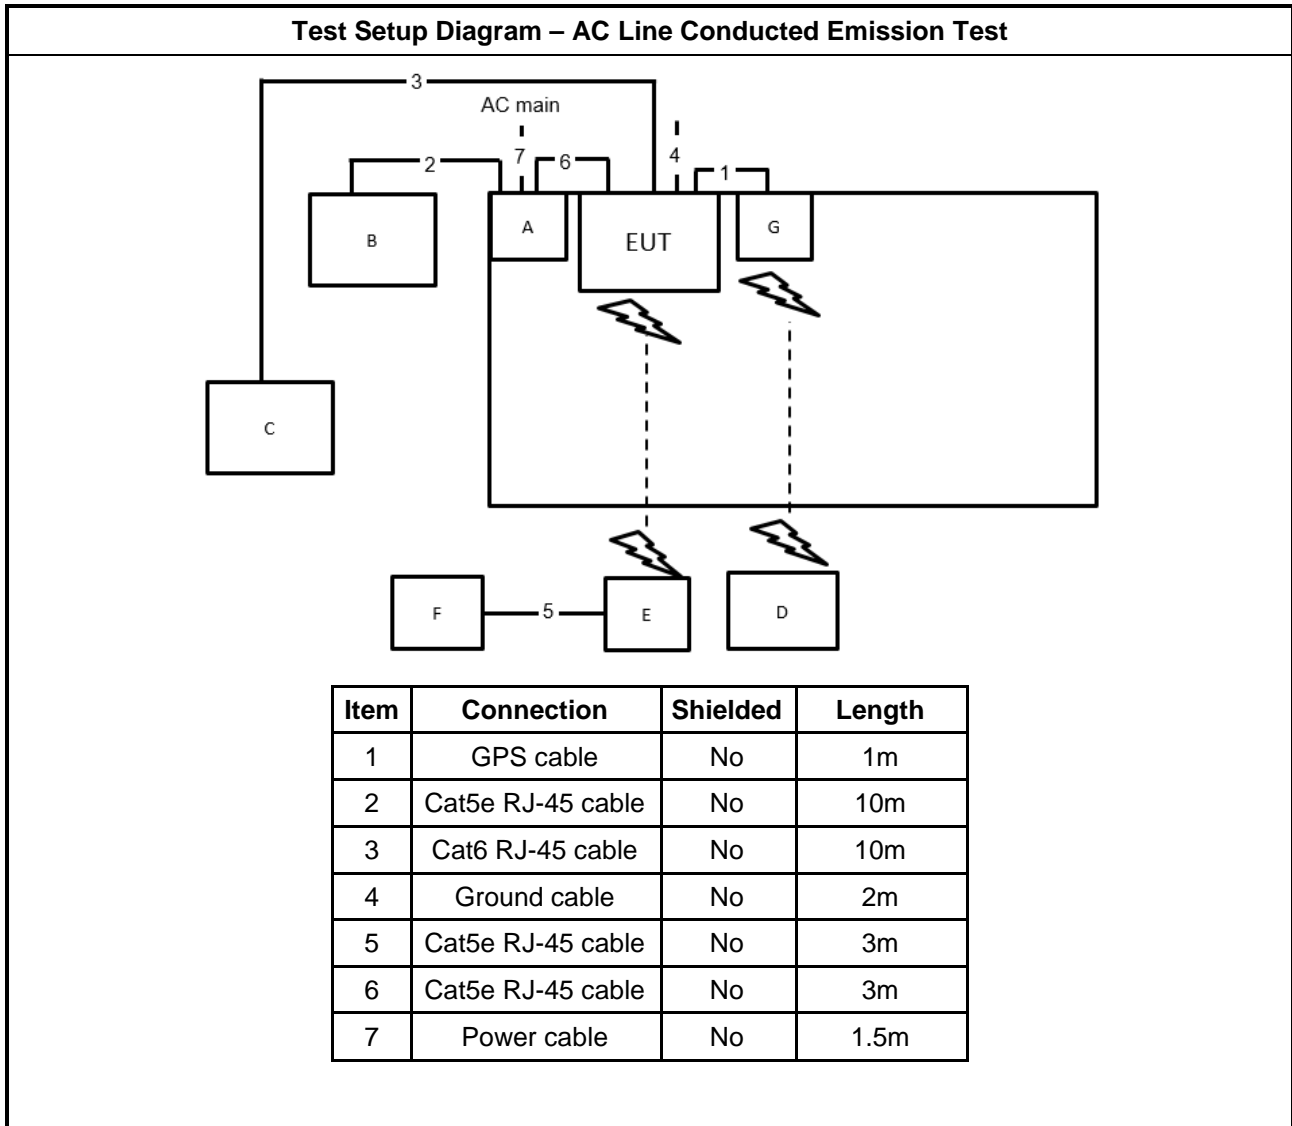 Test Setup Diagram – AC Line Conducted Emission Test
3
AC main
2
7
6
4
1
B
A
EUT
G
C
F
5
E
D
Item Connection Shielded Length
1 GPS cable No 1m
2 Cat5e RJ-45 cable No 10m
3 Cat6 RJ-45 cable No 10m
4 Ground cable No 2m
5 Cat5e RJ-45 cable No 3m
6 Cat5e RJ-45 cable No 3m
7 Power cable No 1.5m